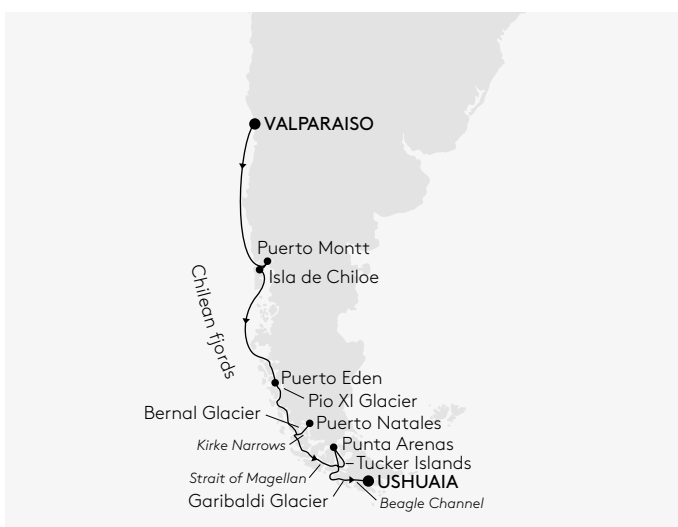 VALPARAISO
Puerto Montt
Isla de Chiloe
Chilean fjords
Puerto Eden
Pio XI Glacier
Bernal Glacier
Puerto Natales
Kirke Narrows
Punta Arenas
Tucker Islands
Strait of Magellan
USHUAIA
Garibaldi Glacier
Beagle Channel